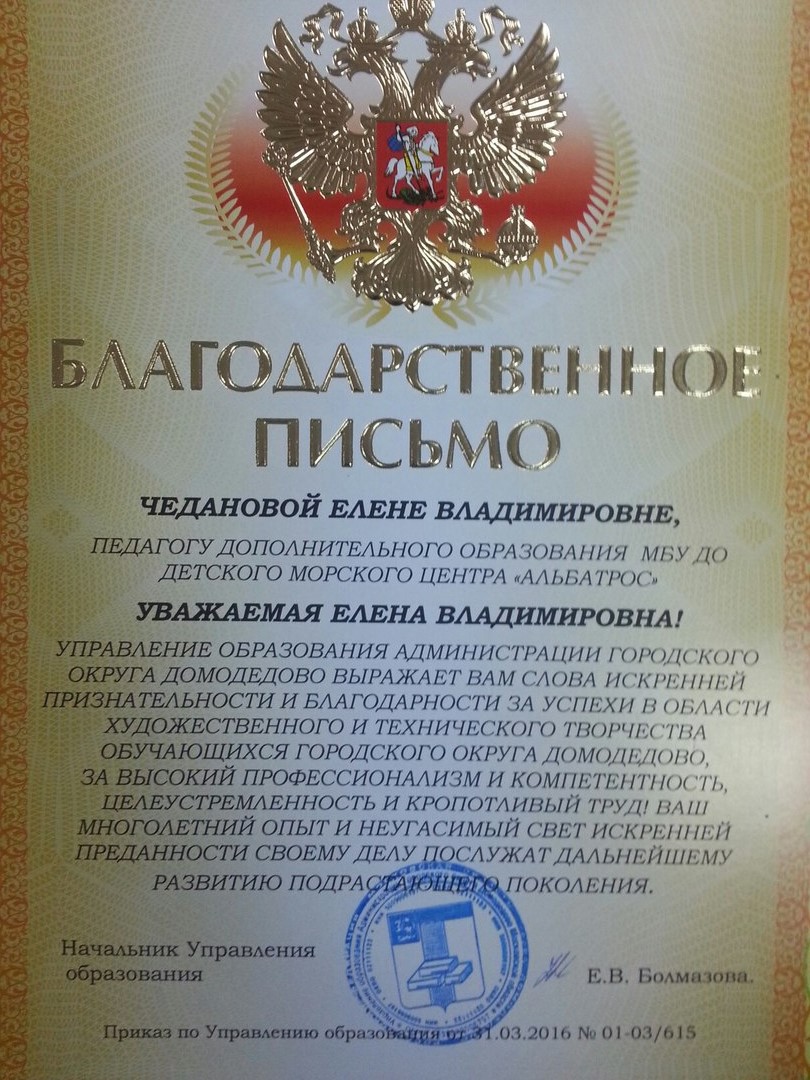 БЛАГОДАРСТВЕННОЕ
ПИСЬМО
ЧЕДАНОВОЙ ЕЛЕНЕ ВЛАДИМИРОВНЕ,
ПЕДАГОГУ ДОПОЛНИТЕЛЬНОГО ОБРАЗОВАНИЯ МБУ ДО
ДЕТСКОГО МОРСКОГО ЦЕНТРА «АЛЬБАТРОС»
УВАЖАЕМАЯ ЕЛЕНА ВЛАДИМИРОВНА!
УПРАВЛЕНИЕ ОБРАЗОВАНИЯ АДМИНИСТРАЦИИ ГОРОДСКОГО
ОКРУГА ДОМОДЕДОВО ВЫРАЖАЕТ ВАМ СЛОВА ИСКРЕННЕЙ
ПРИЗНАТЕЛЬНОСТИ И БЛАГОДАРНОСТИ ЗА УСПЕХИ В ОБЛАСТИ
ХУДОЖЕСТВЕННОГО И ТЕХНИЧЕСКОГО ТВОРЧЕСТВА
ОБУЧАЮЩИХСЯ ГОРОДСКОГО ОКРУГА ДОМОДЕДОВО,
ЗА ВЫСОКИЙ ПРОФЕССИОНАЛИЗМ И КОМПЕТЕНТНОСТЬ,
ЦЕЛЕУСТРЕМЛЕННОСТЬ И КРОПОТЛИВЫЙ ТРУД! ВАШ
МНОГОЛЕТНИЙ ОПЫТ И НЕУГАСИМЫЙ СВЕТ ИСКРЕННЕЙ
ПРЕДАННОСТИ СВОЕМУ ДЕЛУ ПОСЛУЖАТ ДАЛЬНЕЙШЕМУ
РАЗВИТИЮ ПОДРАСТАЮЩЕГО ПОКОЛЕНИЯ.
Начальник Управления
образования
Е.В. Болмазова.
Приказ по Управлению образования от 31.03.2016 № 01-03/615